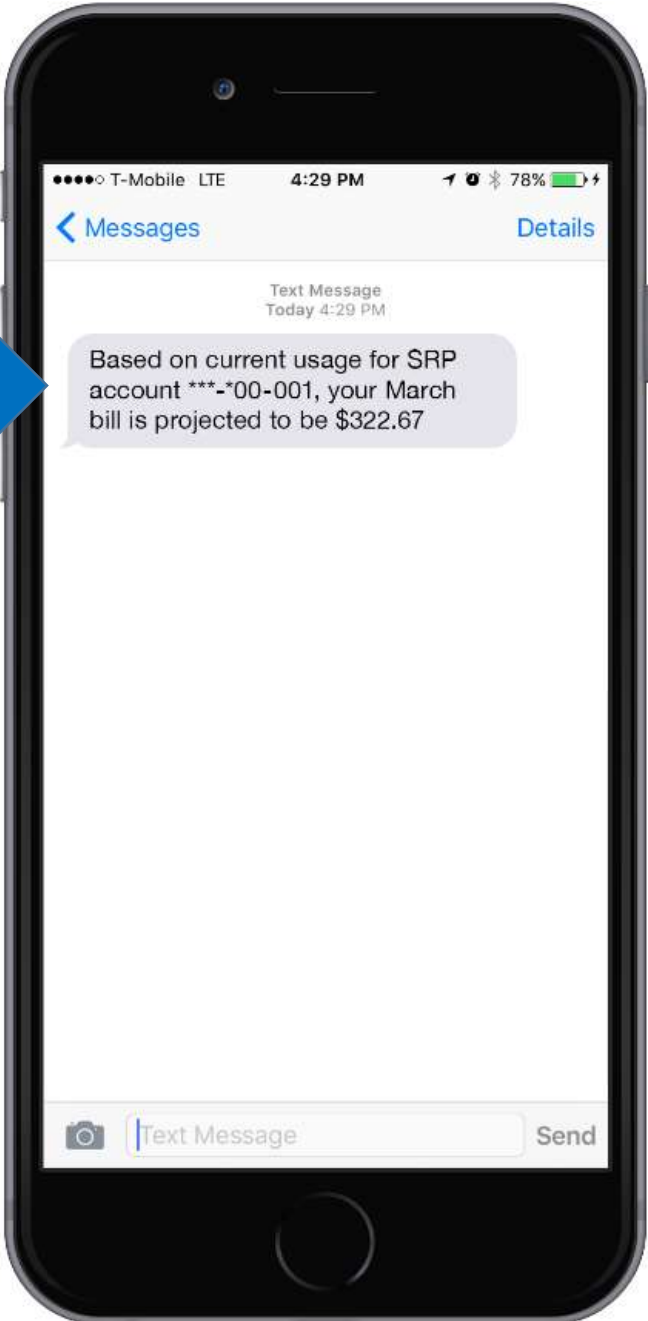 T-Mobile LTE 4:29 PM 78%
Messages Details
Text Message
Today 4:29 PM
Based on current usage for SRP
account ***-*00-001, your March
bill is projected to be $322.67
Text Message Send